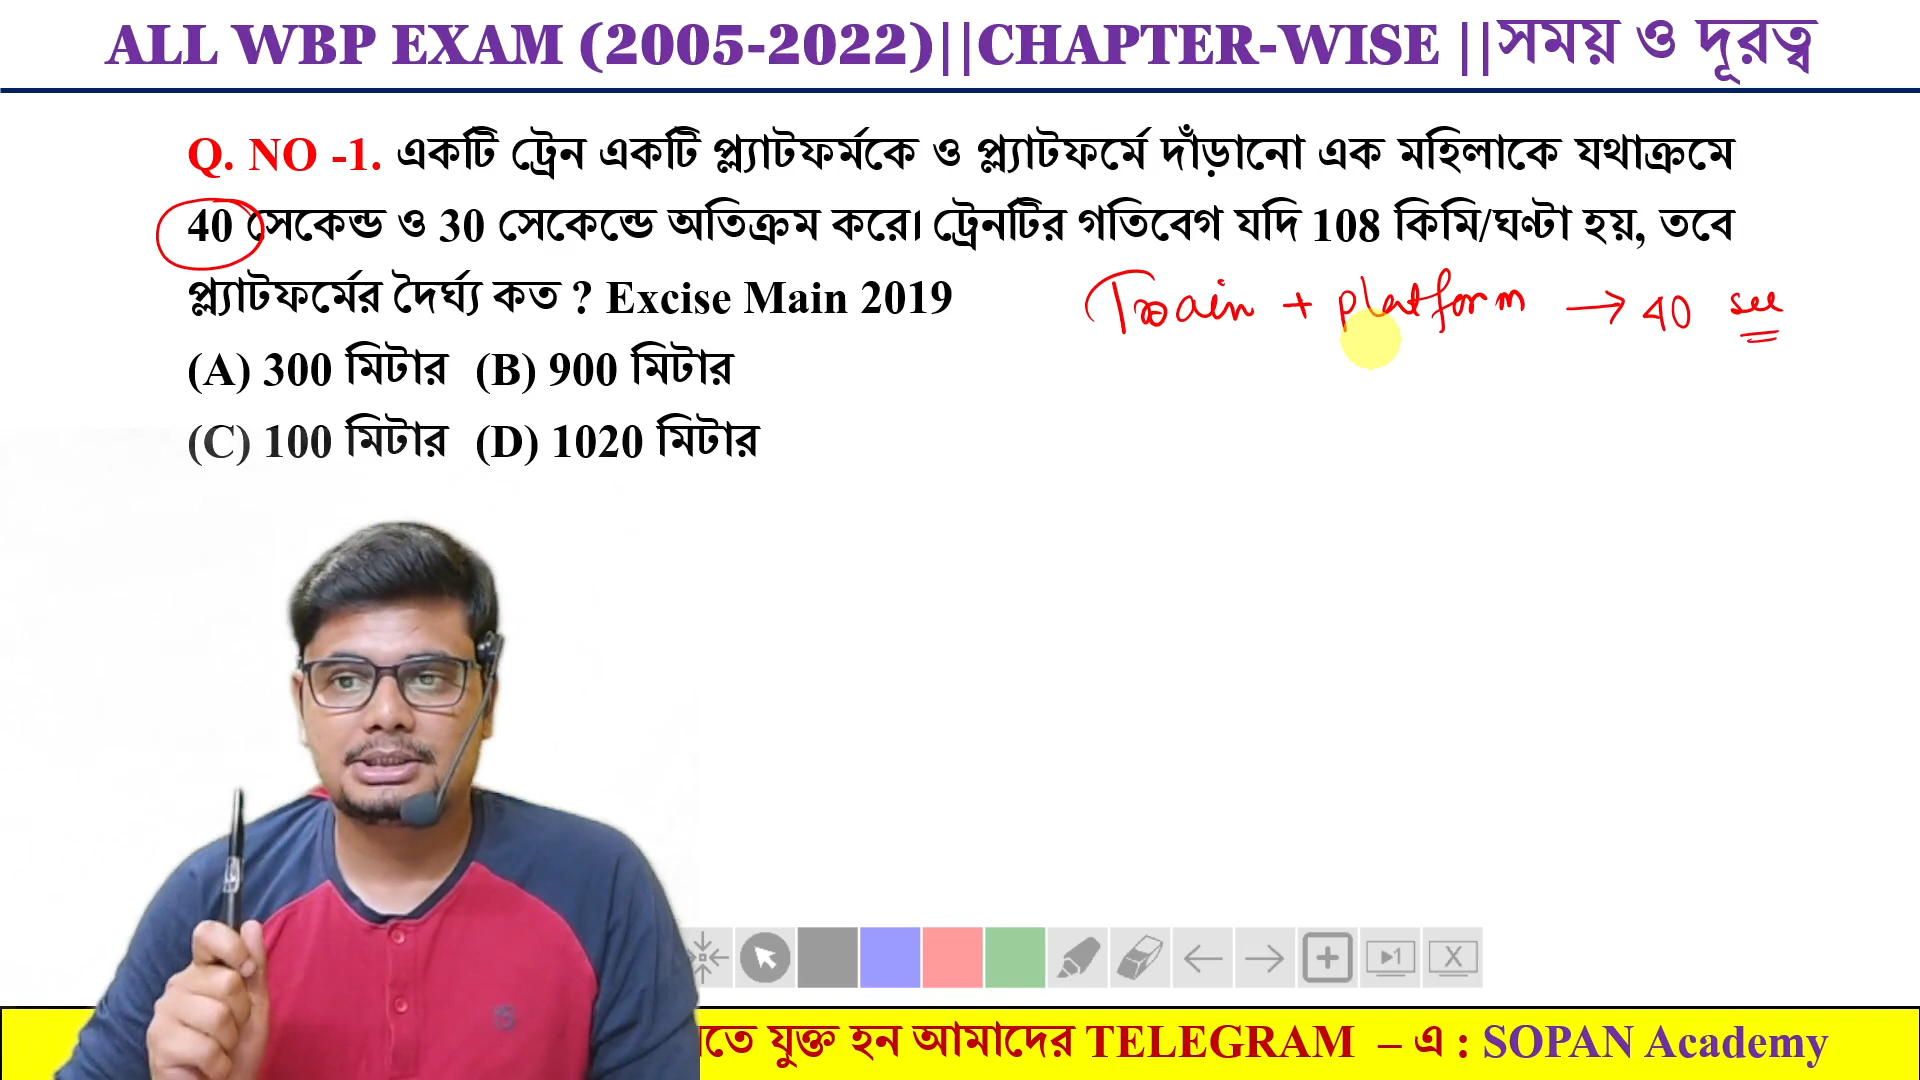 ALL WBP EXAM (2005-2022)||CHAPTER-WISE ||সময় ও দূরত্ব
Q. NO -1. একটি ট্রেন একটি প্ল্যাটফর্মকে ও প্ল্যাটফর্মে দাঁড়ানো এক মহিলাকে যথাক্রমে
40 সেকেন্ড ও 30 সেকেন্ডে অতিক্রম করে। ট্রেনটির গতিবেগ যদি 108 কিমি/ঘণ্টা হয়, তবে
প্ল্যাটফর্মের দৈর্ঘ্য কত ? Excise Main 2019
Train + platform → 40 sec
(A) 300 মিটার (B) 900 মিটার
(C) 100 মিটার (D) 1020 মিটার
যুক্ত হন আমাদের TELEGRAM – এ : SOPAN Academy